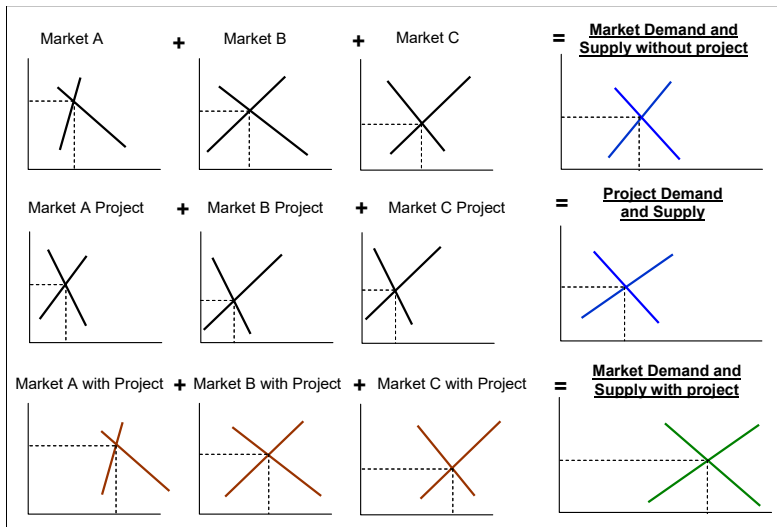 Market A + Market B + Market C = Market Demand and
Supply without project
Market A Project + Market B Project + Market C Project = Project Demand
and Supply
Market A with Project + Market B with Project + Market C with Project = Market Demand and
Supply with project